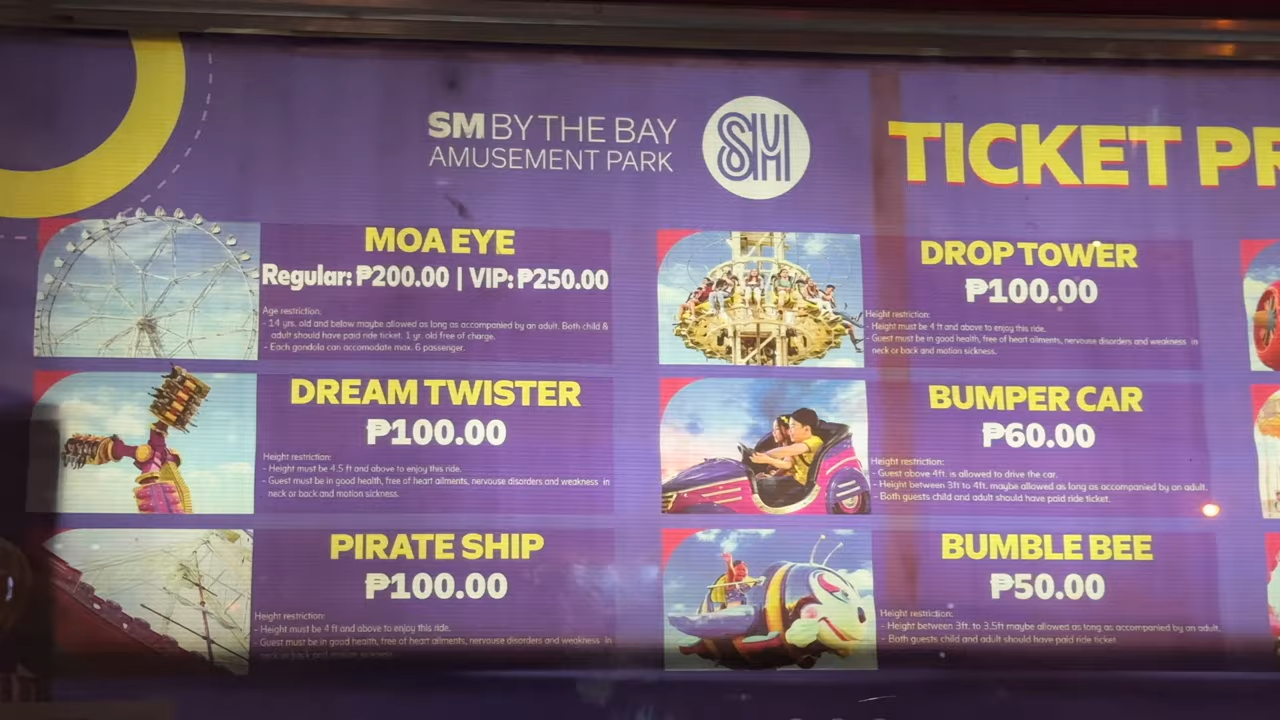 SM BY THE BAY
AMUSEMENT PARK
SM
TICKET PR
MOA EYE
Regular: ₱200.00 | VIP: ₱250.00
Age restriction:
- 14 yrs. old and below maybe allowed as long as accompanied by an adult. Both child &
adult should have paid ride ticket. 1 yr. old free of charge.
- Each gondola can accomodate max. 6 passenger.
DREAM TWISTER
₱100.00
Height restriction:
- Height must be 4.5 ft and above to enjoy this ride.
- Guest must be in good health, free of heart ailments, nervouse disorders and weakness in
neck or back and motion sickness.
PIRATE SHIP
₱100.00
Height restriction:
- Height must be 4 ft and above to enjoy this ride.
- Guest must be in good health, free of heart ailments, nervouse disorders and weakness in
neck or back and motion sickness.
DROP TOWER
₱100.00
Height restriction:
- Height must be 4 ft and above to enjoy this ride.
- Guest must be in good health, free of heart ailments, nervouse disorders and weakness in
neck or back and motion sickness.
BUMPER CAR
₱60.00
Height restriction:
- Guest above 4ft. is allowed to drive the car.
- Height between 3ft to 4ft. maybe allowed as long as accompanied by an adult.
- Both guests child and adult should have paid ride ticket.
BUMBLE BEE
₱50.00
Height restriction:
- Height between 3ft. to 3.5ft maybe allowed as long as accompanied by an adult.
- Both guests child and adult should have paid ride ticket.